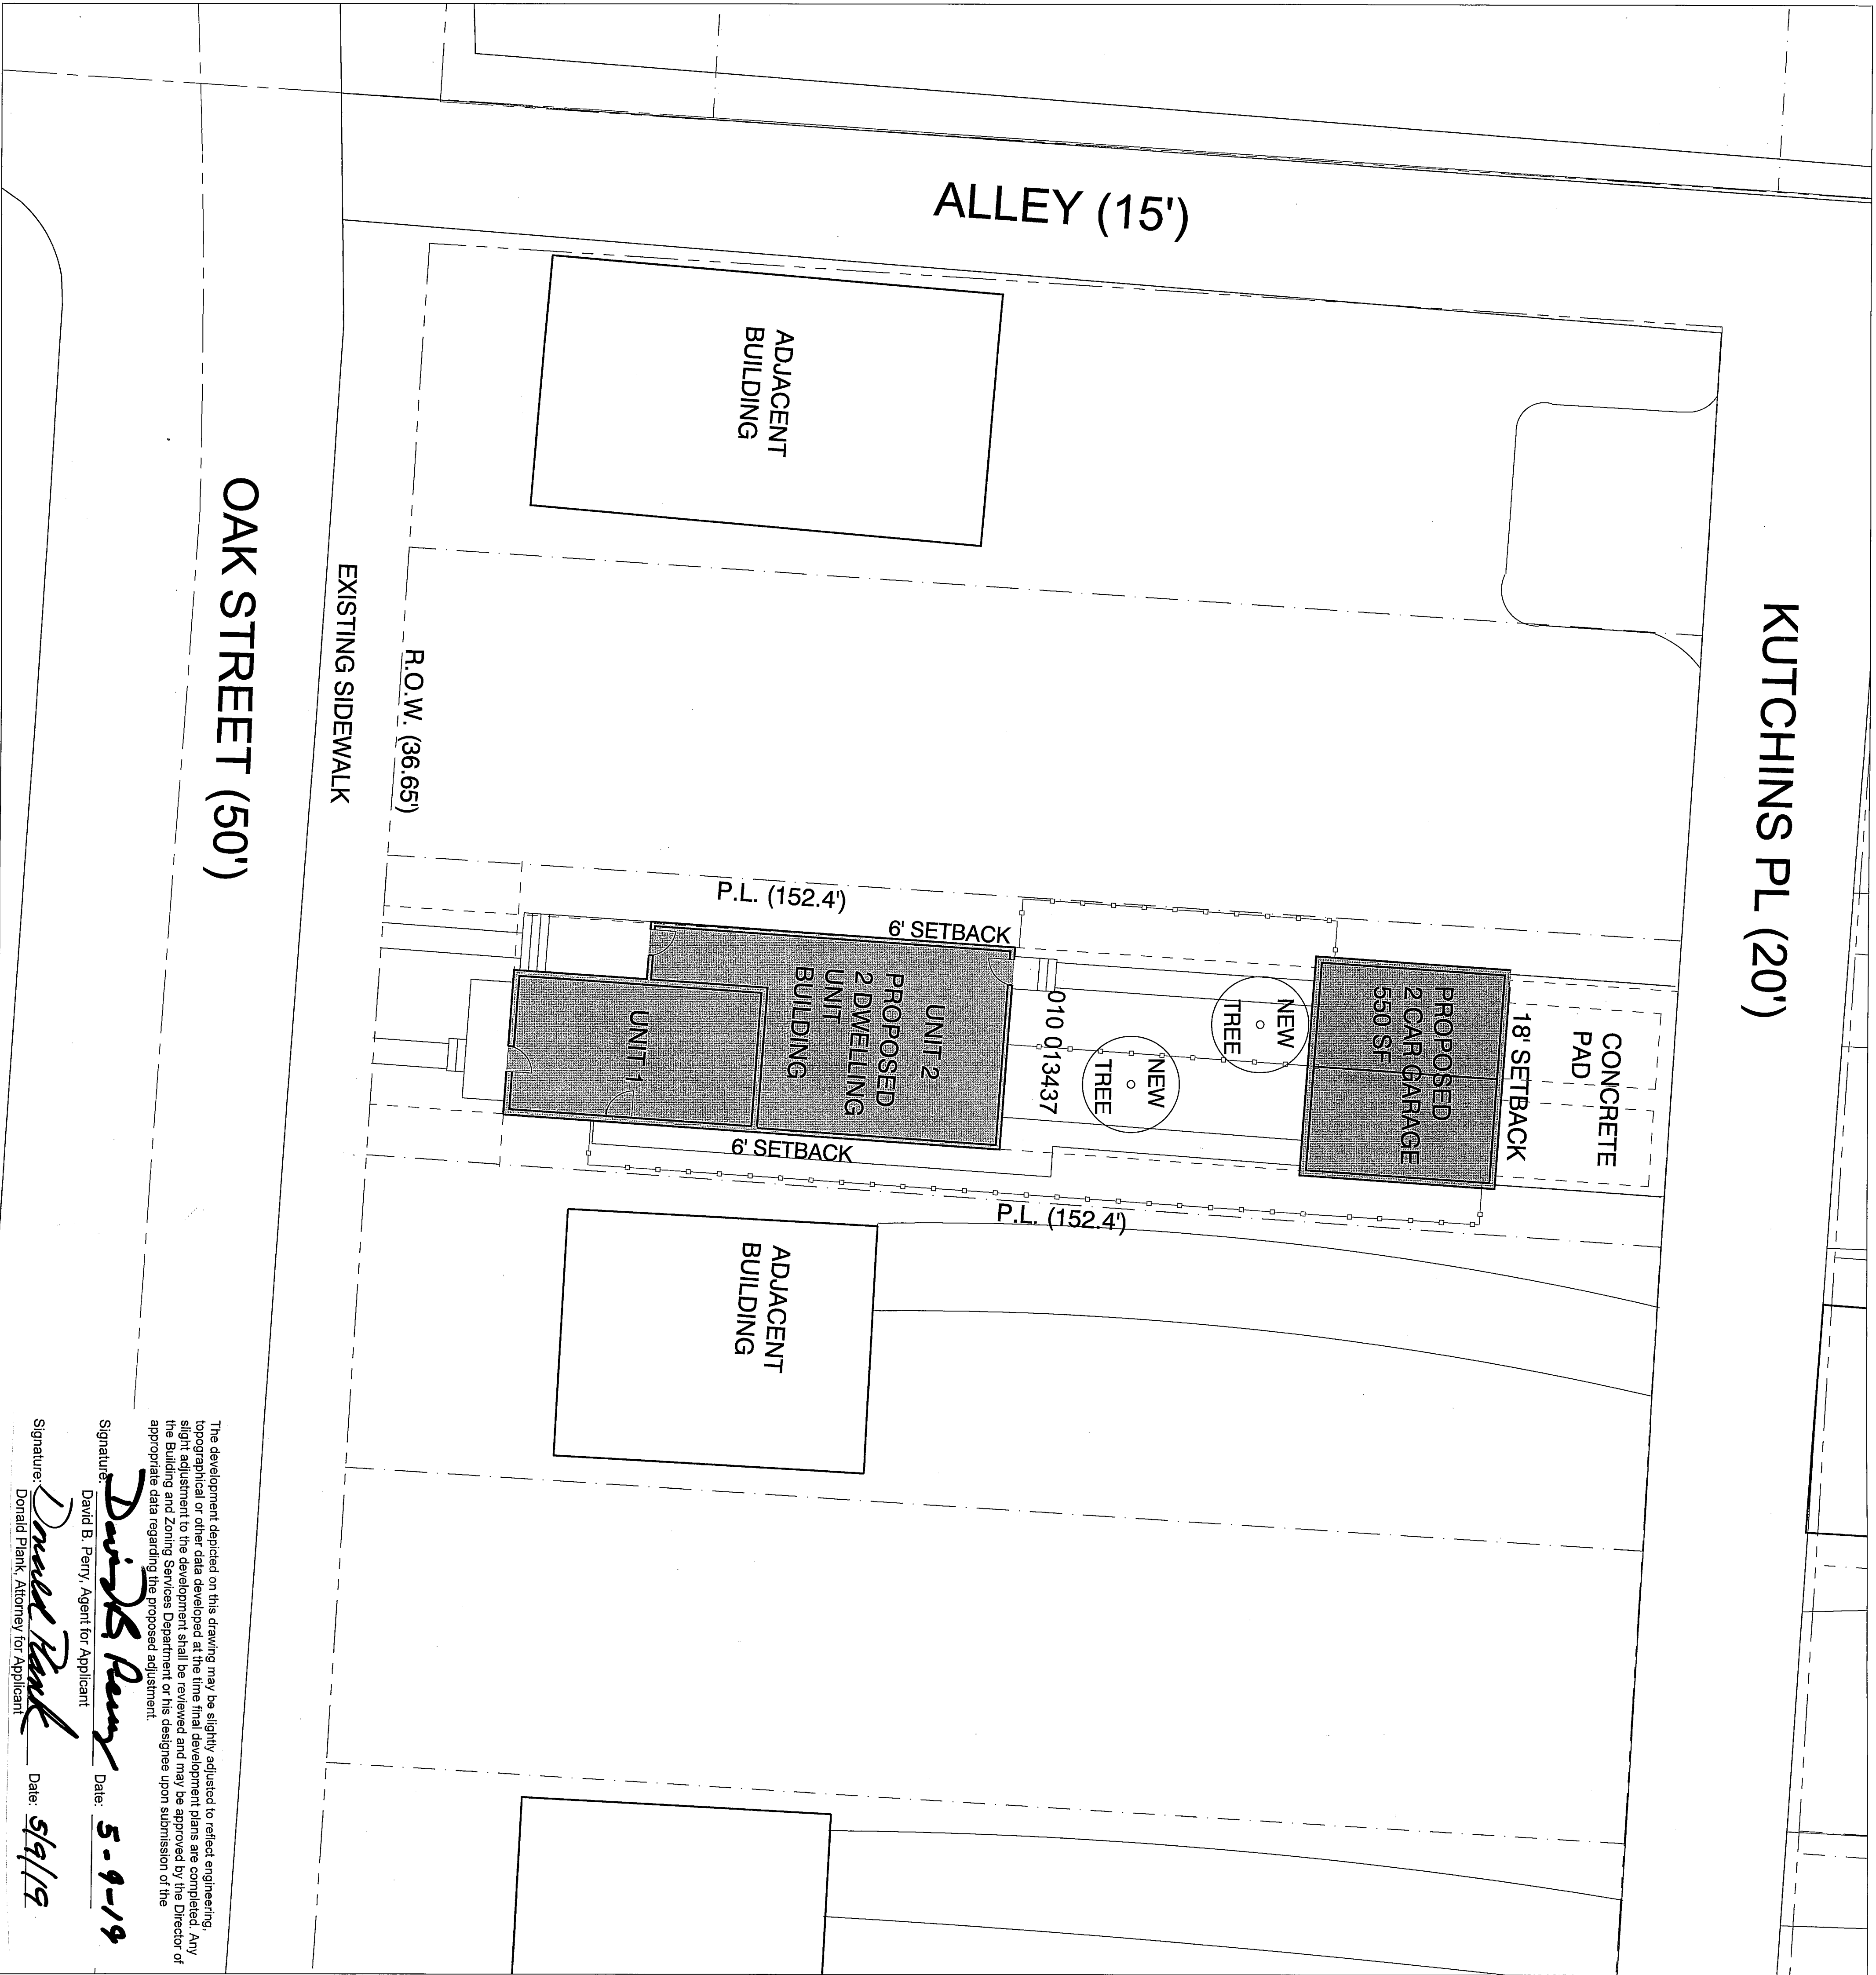 KUTCHINS PL (20')
CONCRETE
PAD
18' SETBACK
PROPOSED
2 CAR GARAGE
550 SF
NEW
TREE
NEW
TREE
010 013437
6' SETBACK
P.L. (152.4')
UNIT 2
PROPOSED
2 DWELLING
UNIT
BUILDING
UNIT 1
6' SETBACK
P.L. (152.4')
ALLEY (15')
ADJACENT
BUILDING
ADJACENT
BUILDING
R.O.W. (36.65')
EXISTING SIDEWALK
OAK STREET (50')
The development depicted on this drawing may be slightly adjusted to reflect engineering,
topographical or other data developed at the time final development plans are completed. Any
slight adjustment to the development shall be reviewed and may be approved by the Director of
the Building and Zoning Services Department or his designee upon submission of the
appropriate data regarding the proposed adjustment.
Signature: David B. Perry Date: 5-9-19
David B. Perry, Agent for Applicant
Signature: Donald Plank Date: 5/9/19
Donald Plank, Attorney for Applicant